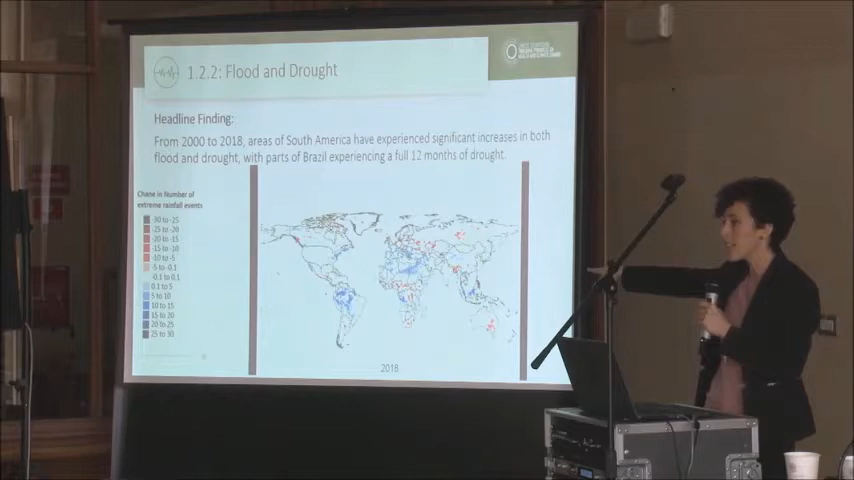 1.2.2: Flood and Drought
Headline Finding:
From 2000 to 2018, areas of South America have experienced significant increases in both
flood and drought, with parts of Brazil experiencing a full 12 months of drought.
Chane in Number of
extreme rainfall events
-30 to -25
-25 to -20
-20 to -15
-15 to -10
-10 to -5
-5 to -0.1
-0.1 to 0.1
0.1 to 5
5 to 10
10 to 15
15 to 20
20 to 25
25 to 30
2018